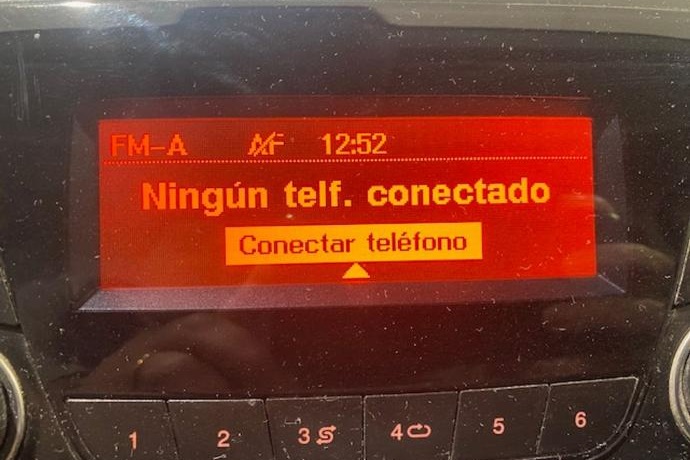 FM-A AF 12:52
Ningún telf. conectado
Conectar teléfono
1 2 3 4 5 6